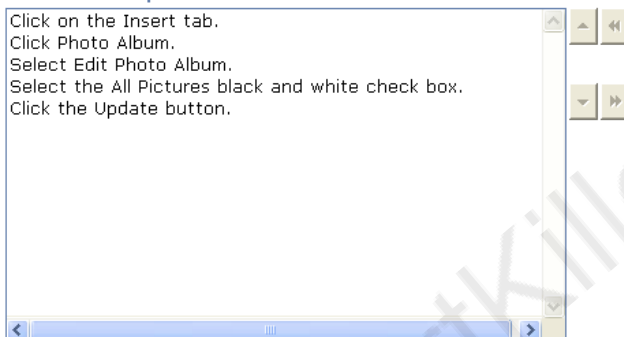 Click on the Insert tab.
Click Photo Album.
Select Edit Photo Album.
Select the All Pictures black and white check box.
Click the Update button.